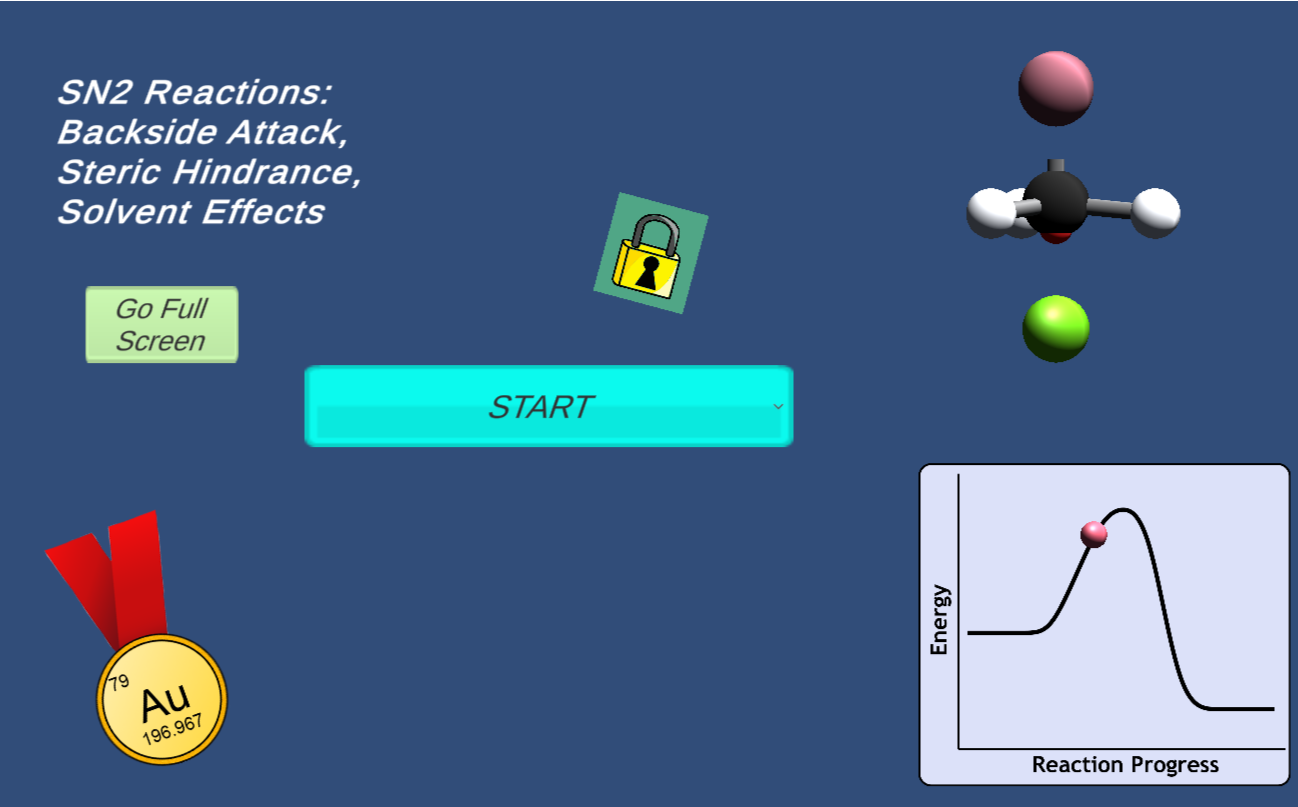 SN2 Reactions:
Backside Attack,
Steric Hindrance,
Solvent Effects
Go Full
Screen
START
79
Au
196.967
Energy
Reaction Progress